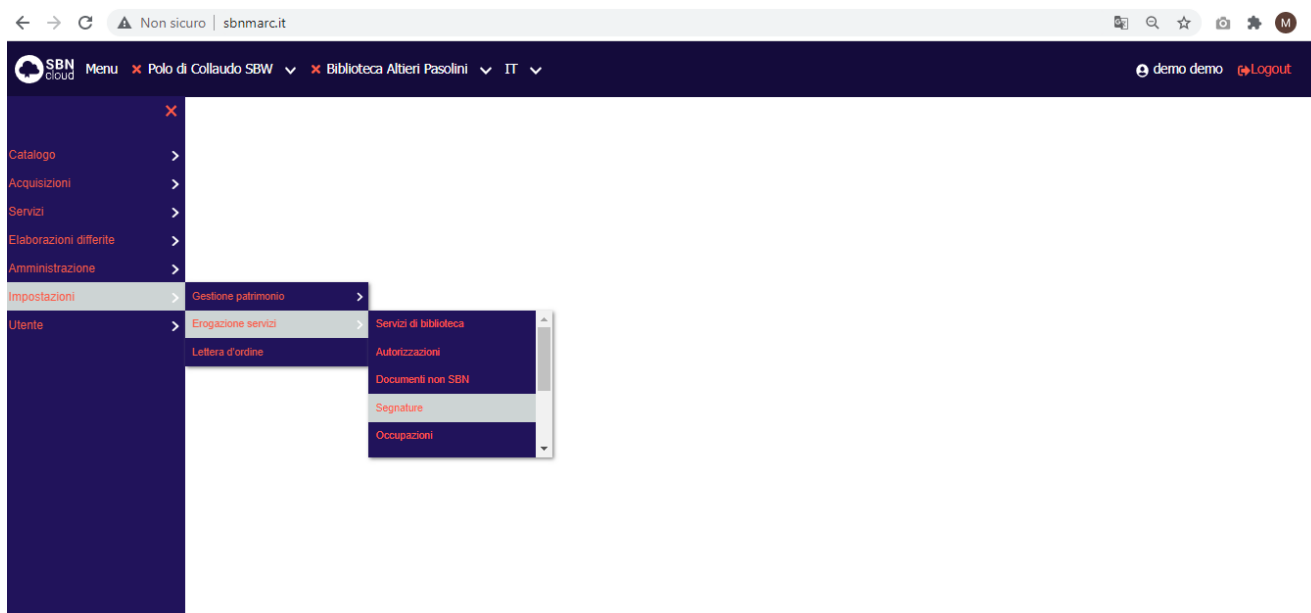 Non sicuro | sbnmarc.it
M
SBN cloud Menu × Polo di Collaudo SBW × Biblioteca Altieri Pasolini IT demo demo Logout
Catalogo
Acquisizioni
Servizi
Elaborazioni differite
Amministrazione
Impostazioni Gestione patrimonio
Utente Erogazione servizi Servizi di biblioteca
Lettera d'ordine Autorizzazioni
Documenti non SBN
Segnature
Occupazioni